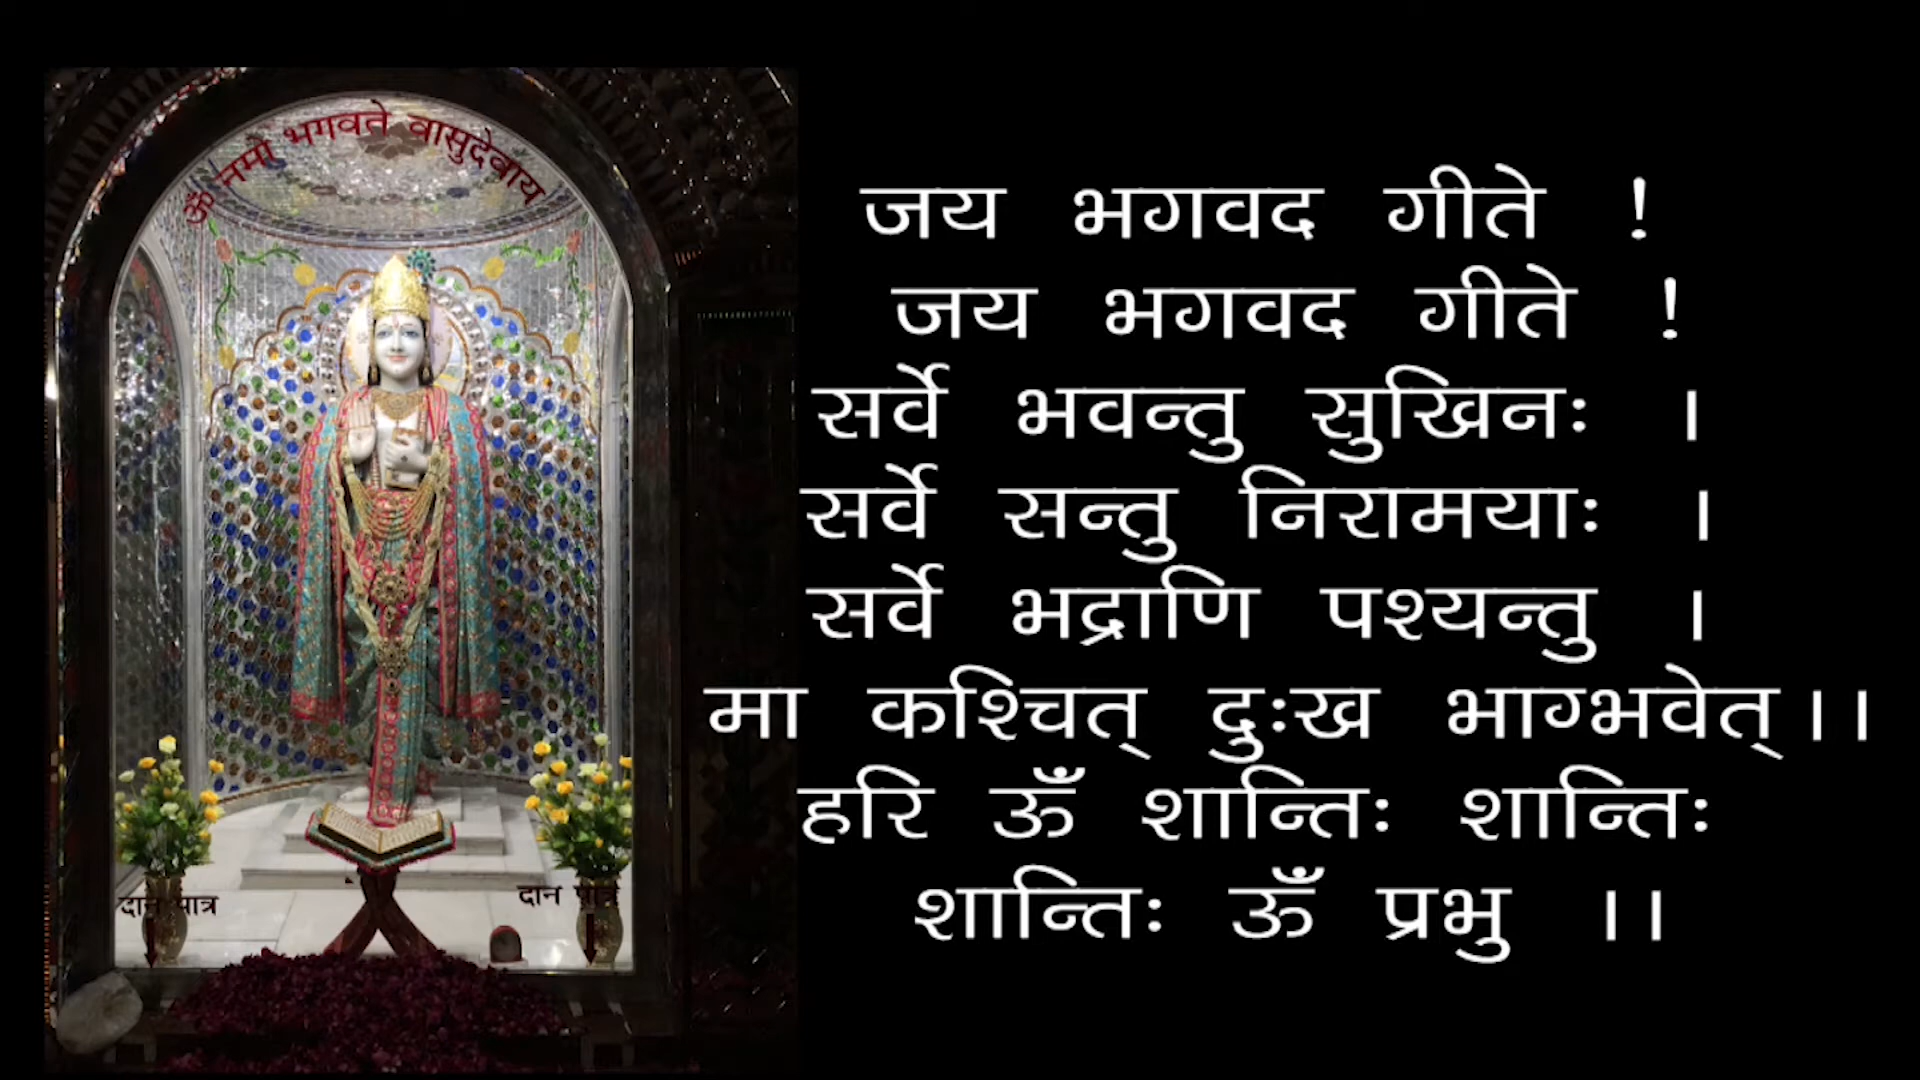 ॐ नमो भगवते वासुदेवाय
जय भगवद गीते !
जय भगवद गीते !
सर्वे भवन्तु सुखिनः ।
सर्वे सन्तु निरामयाः ।
सर्वे भद्राणि पश्यन्तु ।
मा कश्चित् दुःख भाग्भवेत्।।
हरि ऊँ शान्तिः शान्तिः
शान्तिः ऊँ प्रभु ।।
दान पात्र
दान पात्र